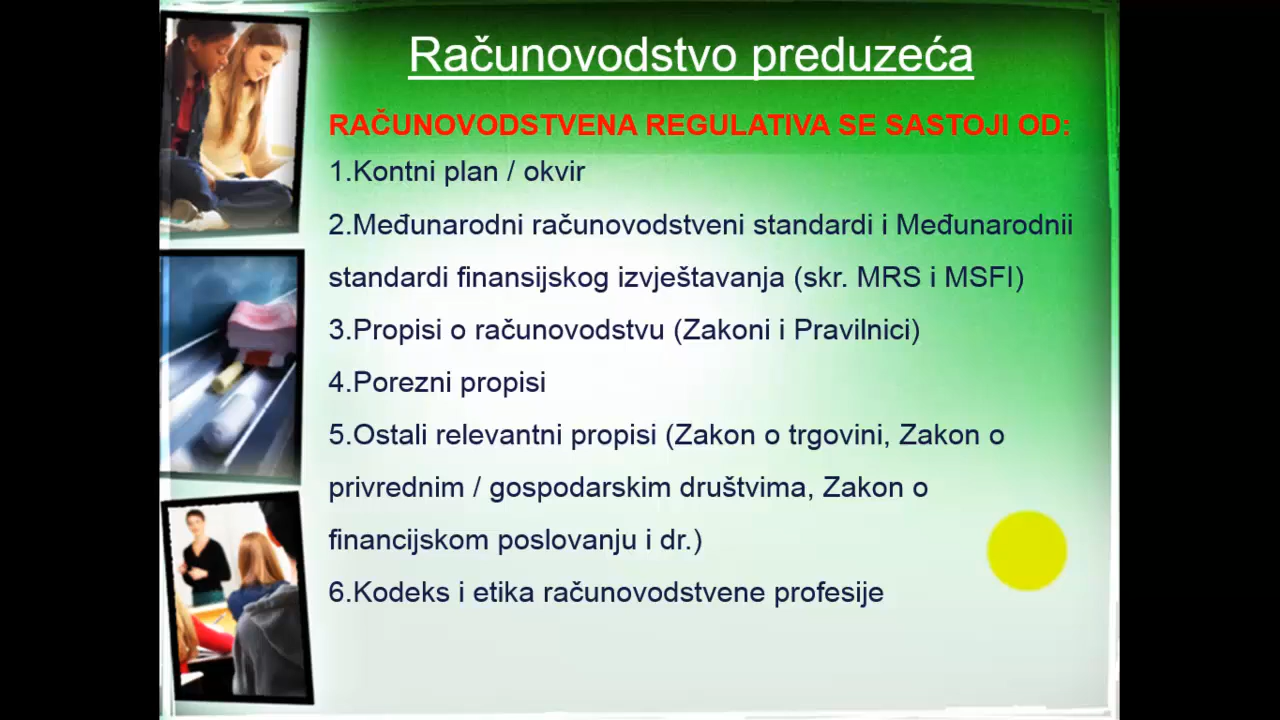 Računovodstvo preduzeća
RAČUNOVODSTVENA REGULATIVA SE SASTOJI OD:
1.Kontni plan / okvir
2.Međunarodni računovodstveni standardi i Međunarodnii
standardi finansijskog izvještavanja (skr. MRS i MSFI)
3.Propisi o računovodstvu (Zakoni i Pravilnici)
4.Porezni propisi
5.Ostali relevantni propisi (Zakon o trgovini, Zakon o
privrednim / gospodarskim društvima, Zakon o
financijskom poslovanju i dr.)
6.Kodeks i etika računovodstvene profesije